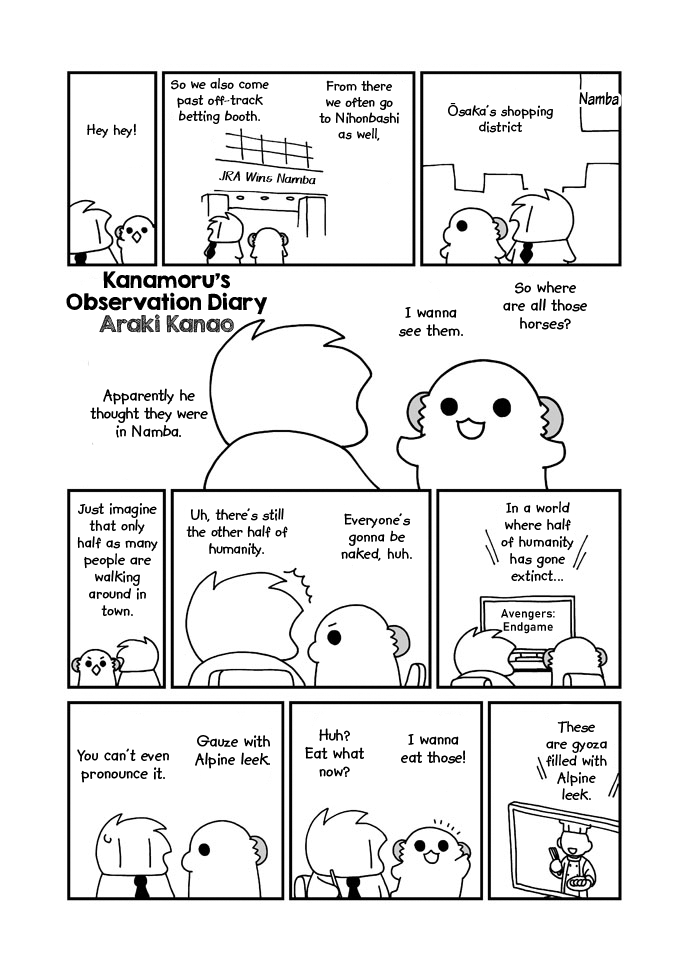 Namba
Ōsaka's shopping
district
From there
we often go
to Nihonbashi
as well,
So we also come
past off-track
betting booth.
JRA Wins Namba
Hey hey!
Kanamoru's
Observation Diary
Araki Kanao
So where
are all those
horses?
I wanna
see them.
Apparently he
thought they were
in Namba.
In a world
where half
of humanity
has gone
extinct...
Avengers:
Endgame
Everyone's
gonna be
naked, huh.
Uh, there's still
the other half of
humanity.
Just imagine
that only
half as many
people are
walking
around in
town.
These
are gyoza
filled with
Alpine
leek.
I wanna
eat those!
Huh?
Eat what
now?
Gauze with
Alpine leek.
You can't even
pronounce it.